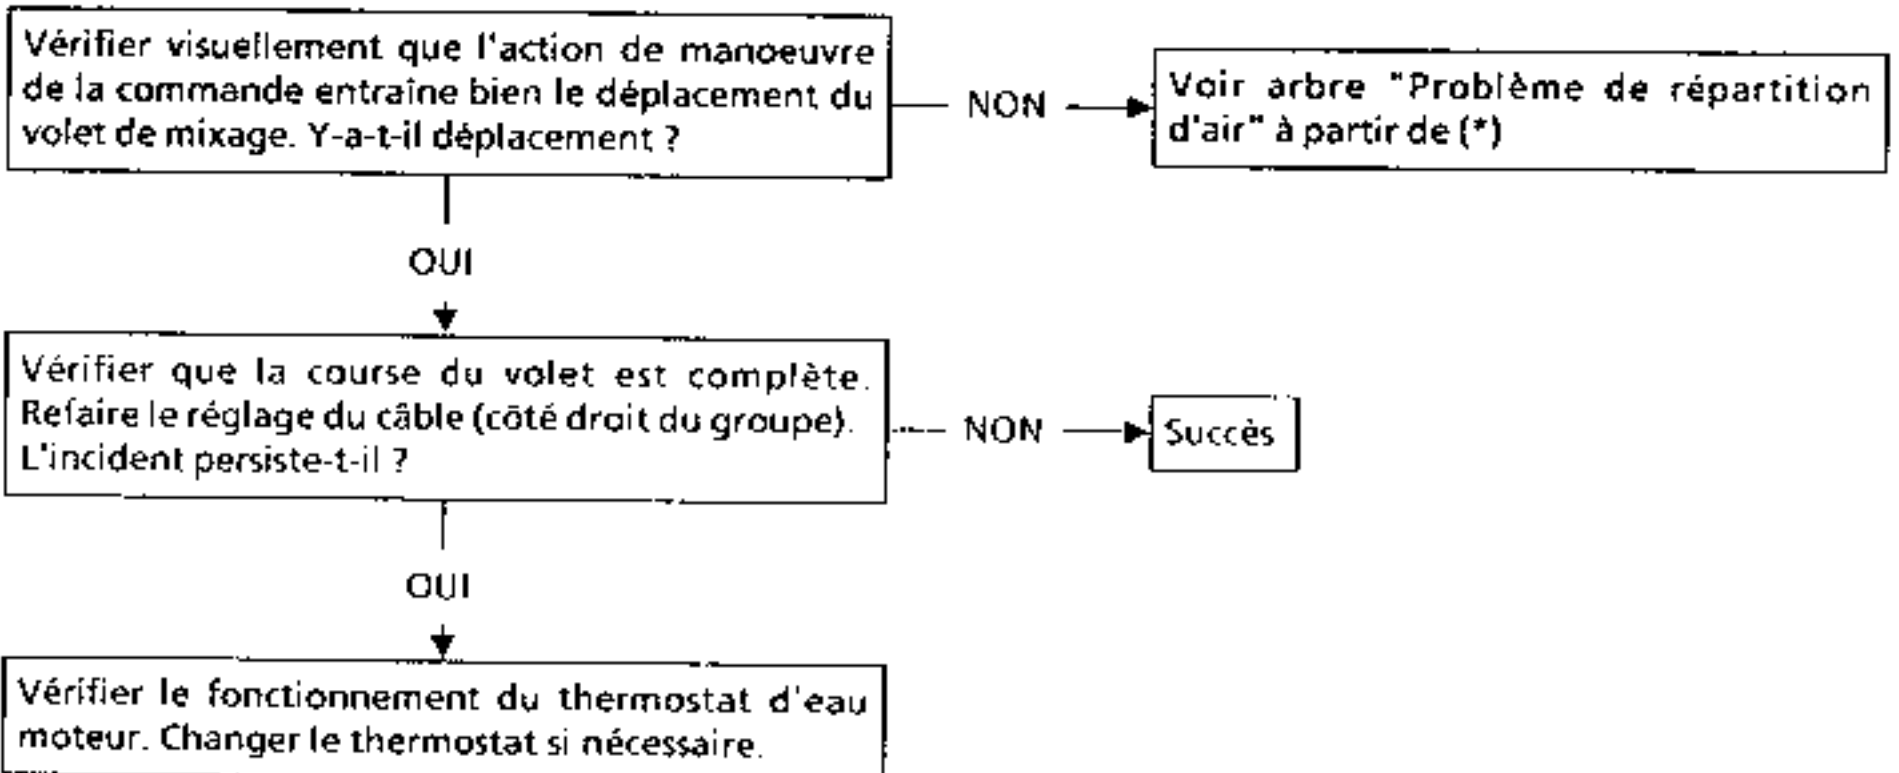 Vérifier visuellement que l'action de manoeuvre
de la commande entraîne bien le déplacement du
volet de mixage. Y-a-t-il déplacement ?
NON
Voir arbre "Problème de répartition
d'air" à partir de (*)
OUI
Vérifier que la course du volet est complète.
Refaire le réglage du câble (côté droit du groupe).
L'incident persiste-t-il ?
NON
Succès
OUI
Vérifier le fonctionnement du thermostat d'eau
moteur. Changer le thermostat si nécessaire.